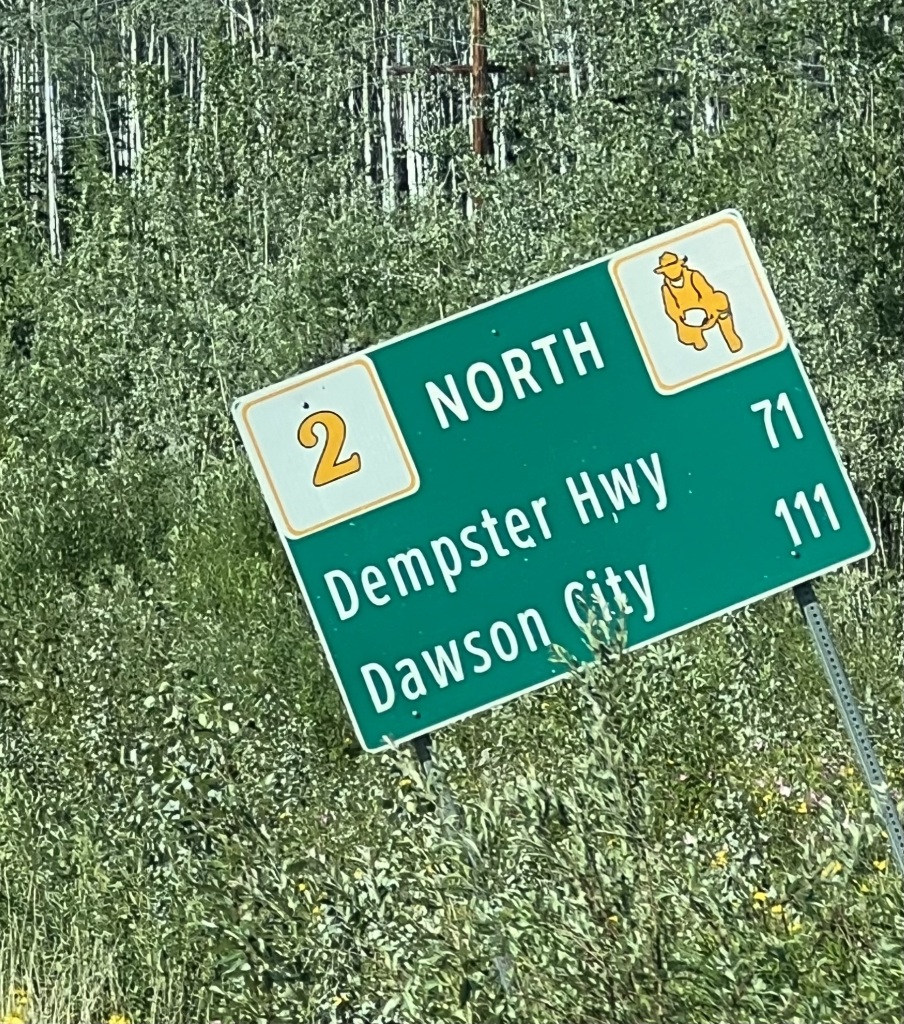 2 NORTH
Dempster Hwy 71
Dawson City 111